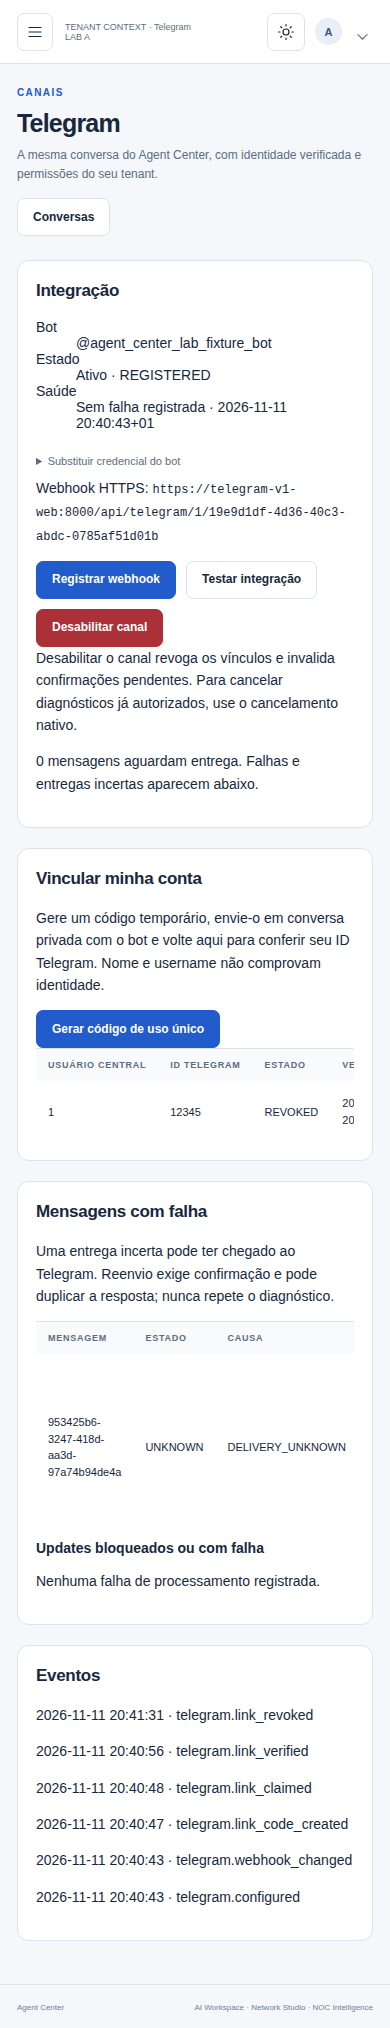 TENANT CONTEXT · Telegram
LAB A
A
CANAIS
Telegram
A mesma conversa do Agent Center, com identidade verificada e
permissões do seu tenant.
Conversas
Integração
Bot
@agent_center_lab_fixture_bot
Estado
Ativo · REGISTERED
Saúde
Sem falha registrada · 2026-11-11
20:40:43+01
Substituir credencial do bot
Webhook HTTPS: https://telegram-v1-
web:8000/api/telegram/1/19e9d1df-4d36-40c3-
abdc-0785af51d01b
Registrar webhook
Testar integração
Desabilitar canal
Desabilitar o canal revoga os vínculos e invalida
confirmações pendentes. Para cancelar
diagnósticos já autorizados, use o cancelamento
nativo.
0 mensagens aguardam entrega. Falhas e
entregas incertas aparecem abaixo.
Vincular minha conta
Gere um código temporário, envie-o em conversa
privada com o bot e volte aqui para conferir seu ID
Telegram. Nome e username não comprovam
identidade.
Gerar código de uso único
USUÁRIO CENTRAL ID TELEGRAM ESTADO VE
1 12345 REVOKED 20
20
Mensagens com falha
Uma entrega incerta pode ter chegado ao
Telegram. Reenvio exige confirmação e pode
duplicar a resposta; nunca repete o diagnóstico.
MENSAGEM ESTADO CAUSA
953425b6-
3247-418d-
aa3d-
97a74b94de4a
UNKNOWN DELIVERY_UNKNOWN
Updates bloqueados ou com falha
Nenhuma falha de processamento registrada.
Eventos
2026-11-11 20:41:31 · telegram.link_revoked
2026-11-11 20:40:56 · telegram.link_verified
2026-11-11 20:40:48 · telegram.link_claimed
2026-11-11 20:40:47 · telegram.link_code_created
2026-11-11 20:40:43 · telegram.webhook_changed
2026-11-11 20:40:43 · telegram.configured
Agent Center
AI Workspace · Network Studio · NOC Intelligence